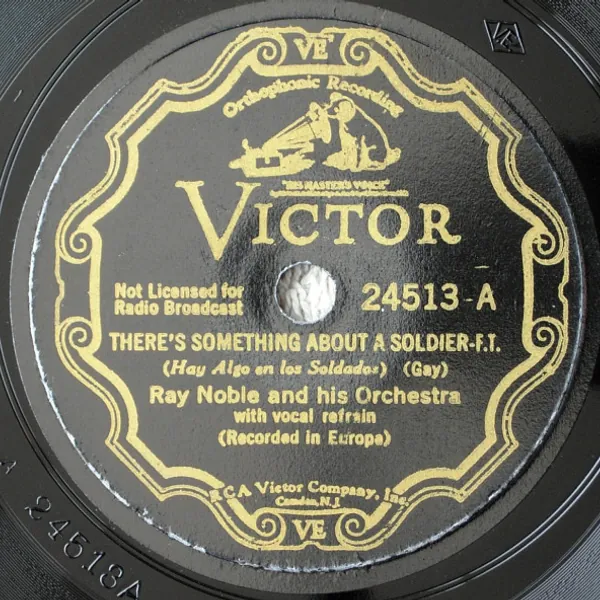 VE
Orthophonic Recording
"HIS MASTER'S VOICE"
VICTOR
Not Licensed for
Radio Broadcast
24513-A
THERE'S SOMETHING ABOUT A SOLDIER-F.T.
(Hay Algo en los Soldados) (Gay)
Ray Noble and his Orchestra
with vocal refrain
(Recorded in Europe)
RCA Victor Company, Inc.
Camden, N.J.
VE
A 24513A